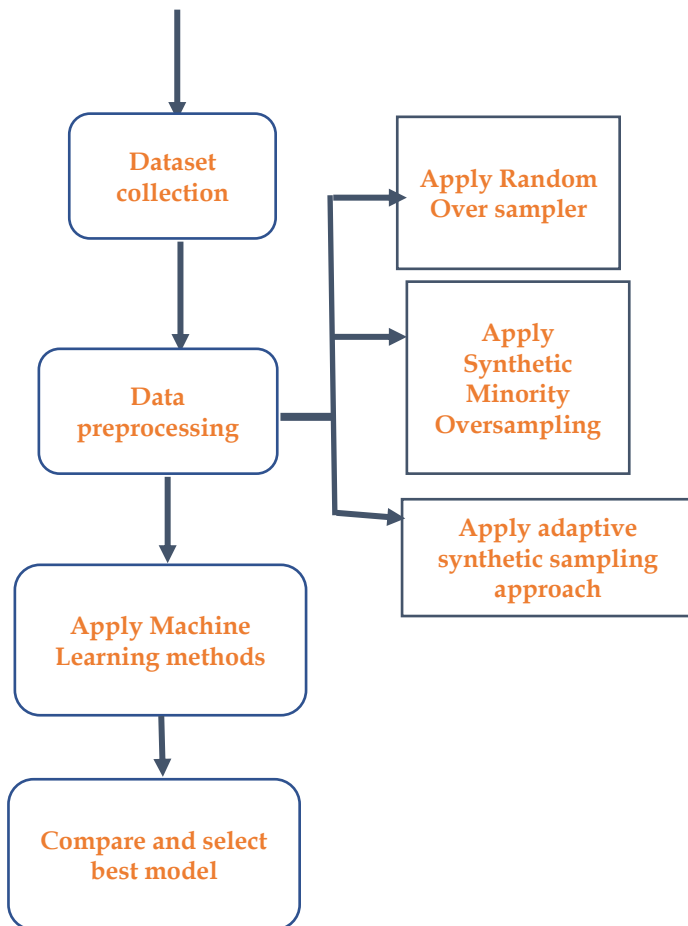 Dataset
collection
Apply Random
Over sampler
Apply
Synthetic
Minority
Oversampling
Data
preprocessing
Apply adaptive
synthetic sampling
approach
Apply Machine
Learning methods
Compare and select
best model